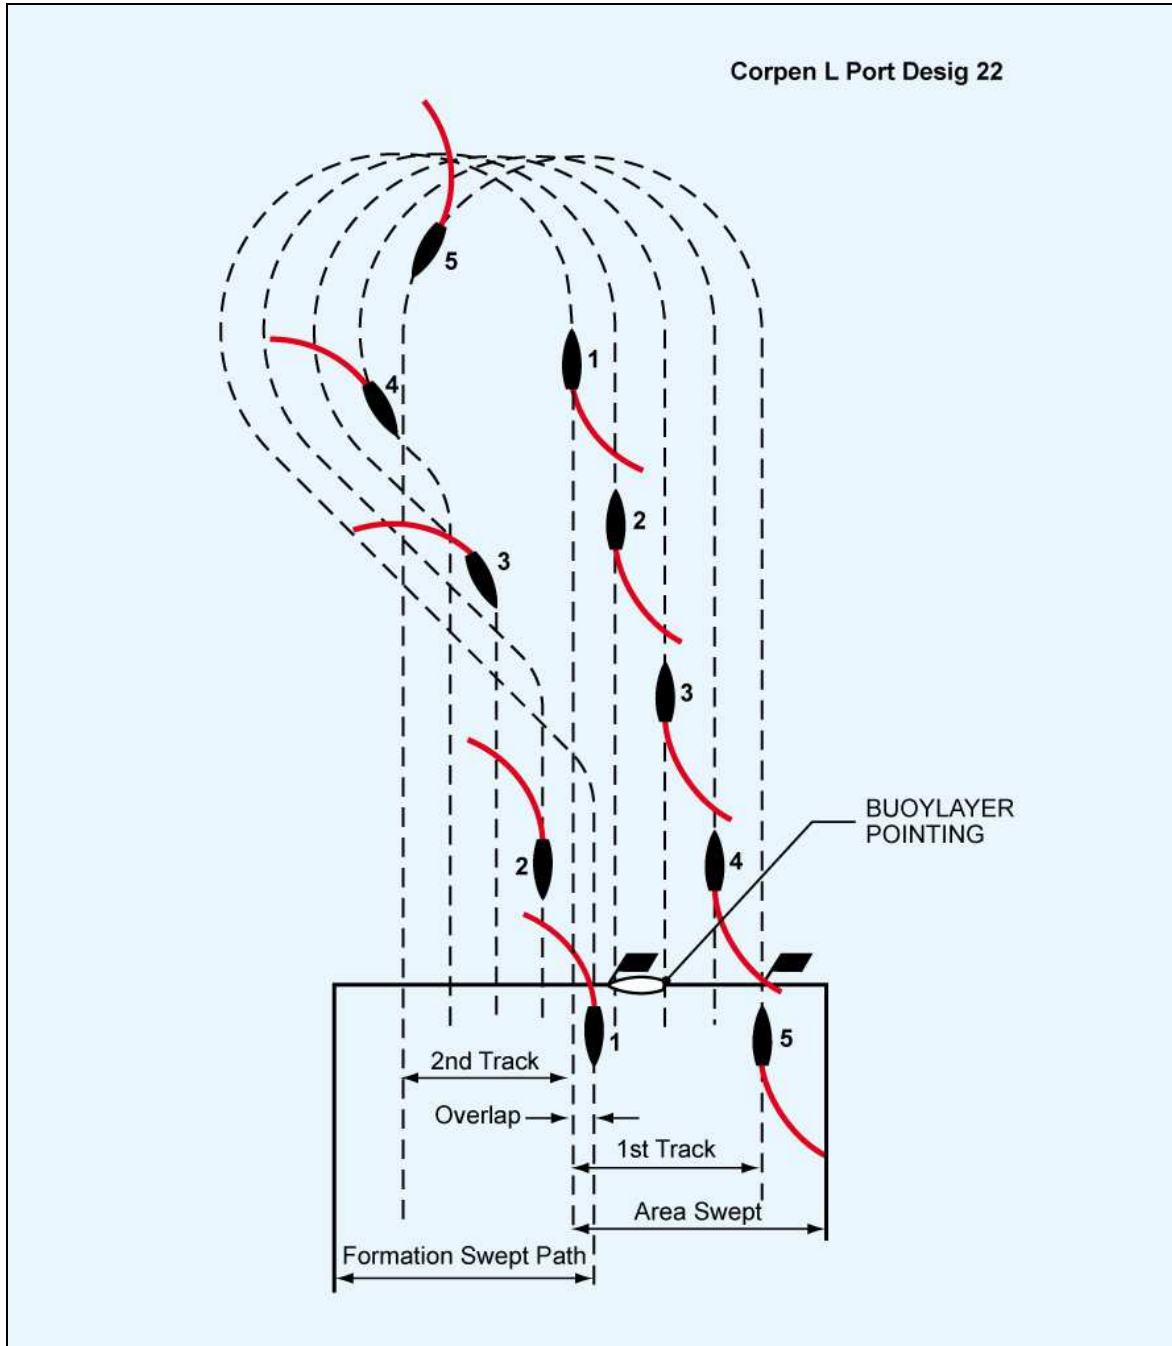 Corpen L Port Desig 22
5
1
4
2
3
3
BUOYLAYER
POINTING
4
2
5
1
2nd Track
Overlap
1st Track
Area Swept
Formation Swept Path